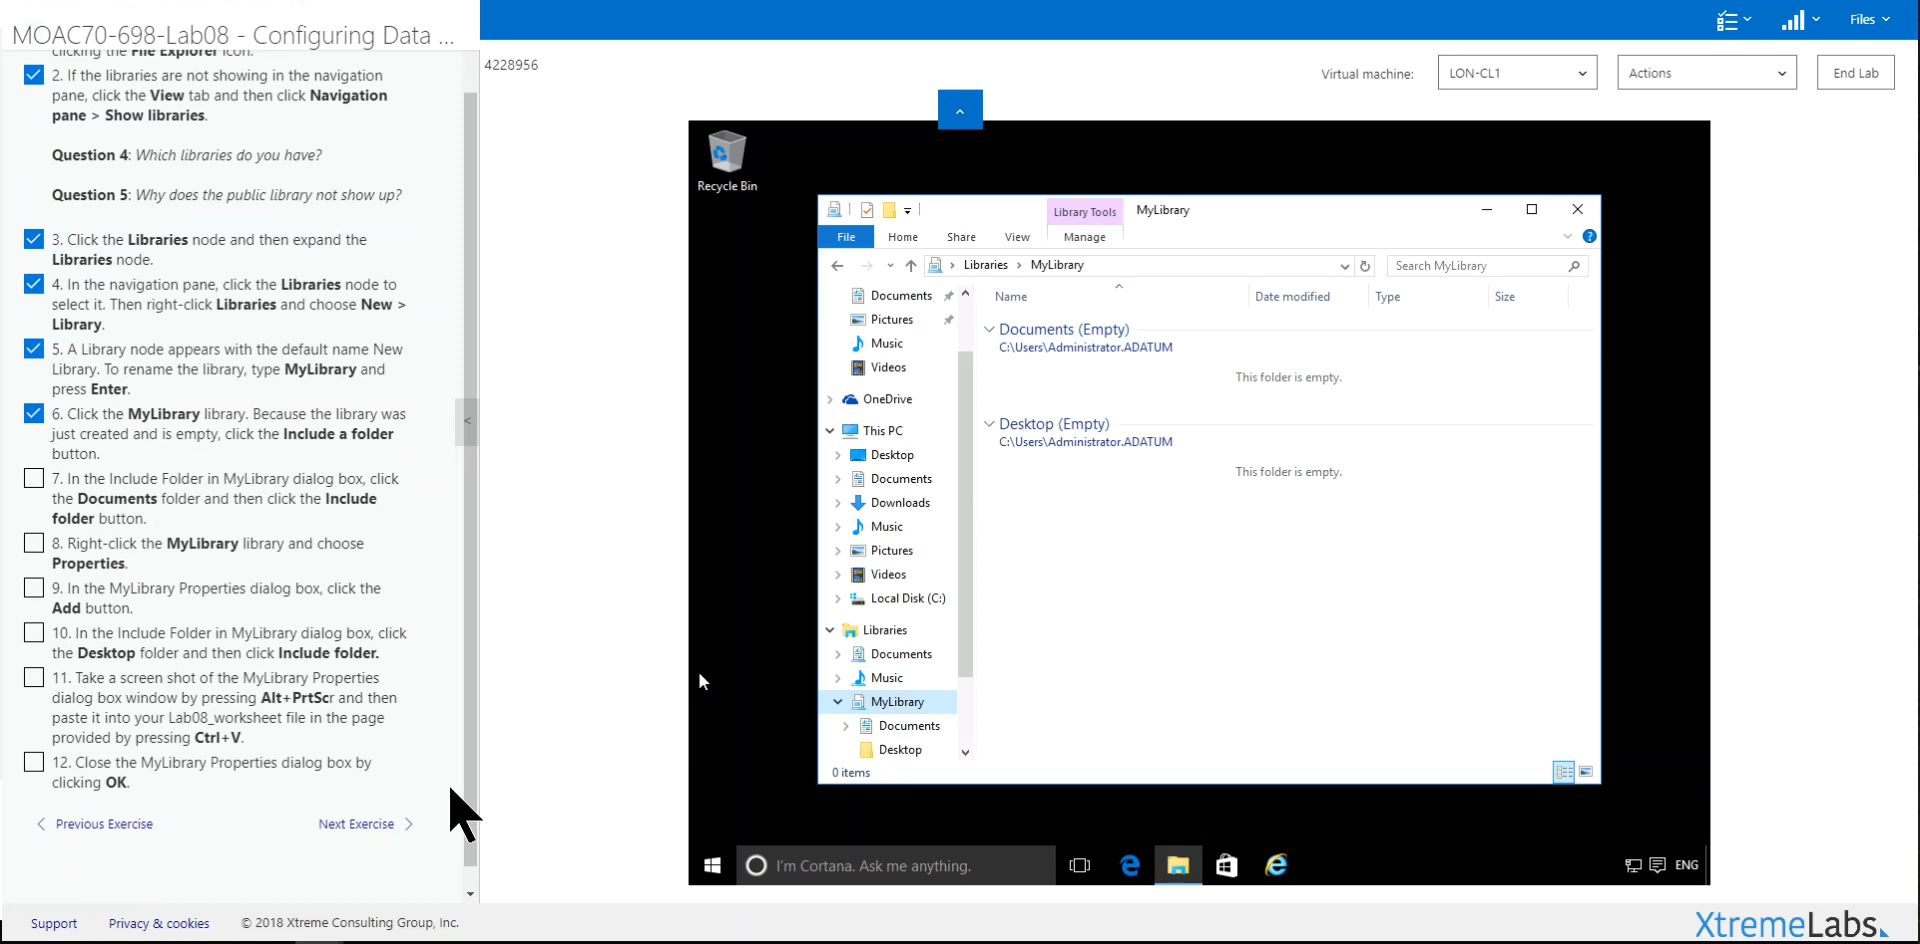 MOAC70-698-Lab08 - Configuring Data ...
clicking the File Explorer icon.
2. If the libraries are not showing in the navigation
pane, click the View tab and then click Navigation
pane > Show libraries.
Question 4: Which libraries do you have?
Question 5: Why does the public library not show up?
3. Click the Libraries node and then expand the
Libraries node.
4. In the navigation pane, click the Libraries node to
select it. Then right-click Libraries and choose New >
Library.
5. A Library node appears with the default name New
Library. To rename the library, type MyLibrary and
press Enter.
6. Click the MyLibrary library. Because the library was
just created and is empty, click the Include a folder
button.
7. In the Include Folder in MyLibrary dialog box, click
the Documents folder and then click the Include
folder button.
8. Right-click the MyLibrary library and choose
Properties.
9. In the MyLibrary Properties dialog box, click the
Add button.
10. In the Include Folder in MyLibrary dialog box, click
the Desktop folder and then click Include folder.
11. Take a screen shot of the MyLibrary Properties
dialog box window by pressing Alt+PrtScr and then
paste it into your Lab08_worksheet file in the page
provided by pressing Ctrl+V.
12. Close the MyLibrary Properties dialog box by
clicking OK.
< Previous Exercise
Next Exercise >
<
Files
4228956
Virtual machine:
LON-CL1
Actions
End Lab
Recycle Bin
Library Tools
MyLibrary
File
Home
Share
View
Manage
Libraries > MyLibrary
Search MyLibrary
Documents
Pictures
Music
Videos
OneDrive
This PC
Desktop
Documents
Downloads
Music
Pictures
Videos
Local Disk (C:)
Libraries
Documents
Music
MyLibrary
Documents
Desktop
Name
Date modified
Type
Size
Documents (Empty)
C:\Users\Administrator.ADATUM
This folder is empty.
Desktop (Empty)
C:\Users\Administrator.ADATUM
This folder is empty.
0 items
I'm Cortana. Ask me anything.
ENG
Support
Privacy & cookies
© 2018 Xtreme Consulting Group, Inc.
XtremeLabs.